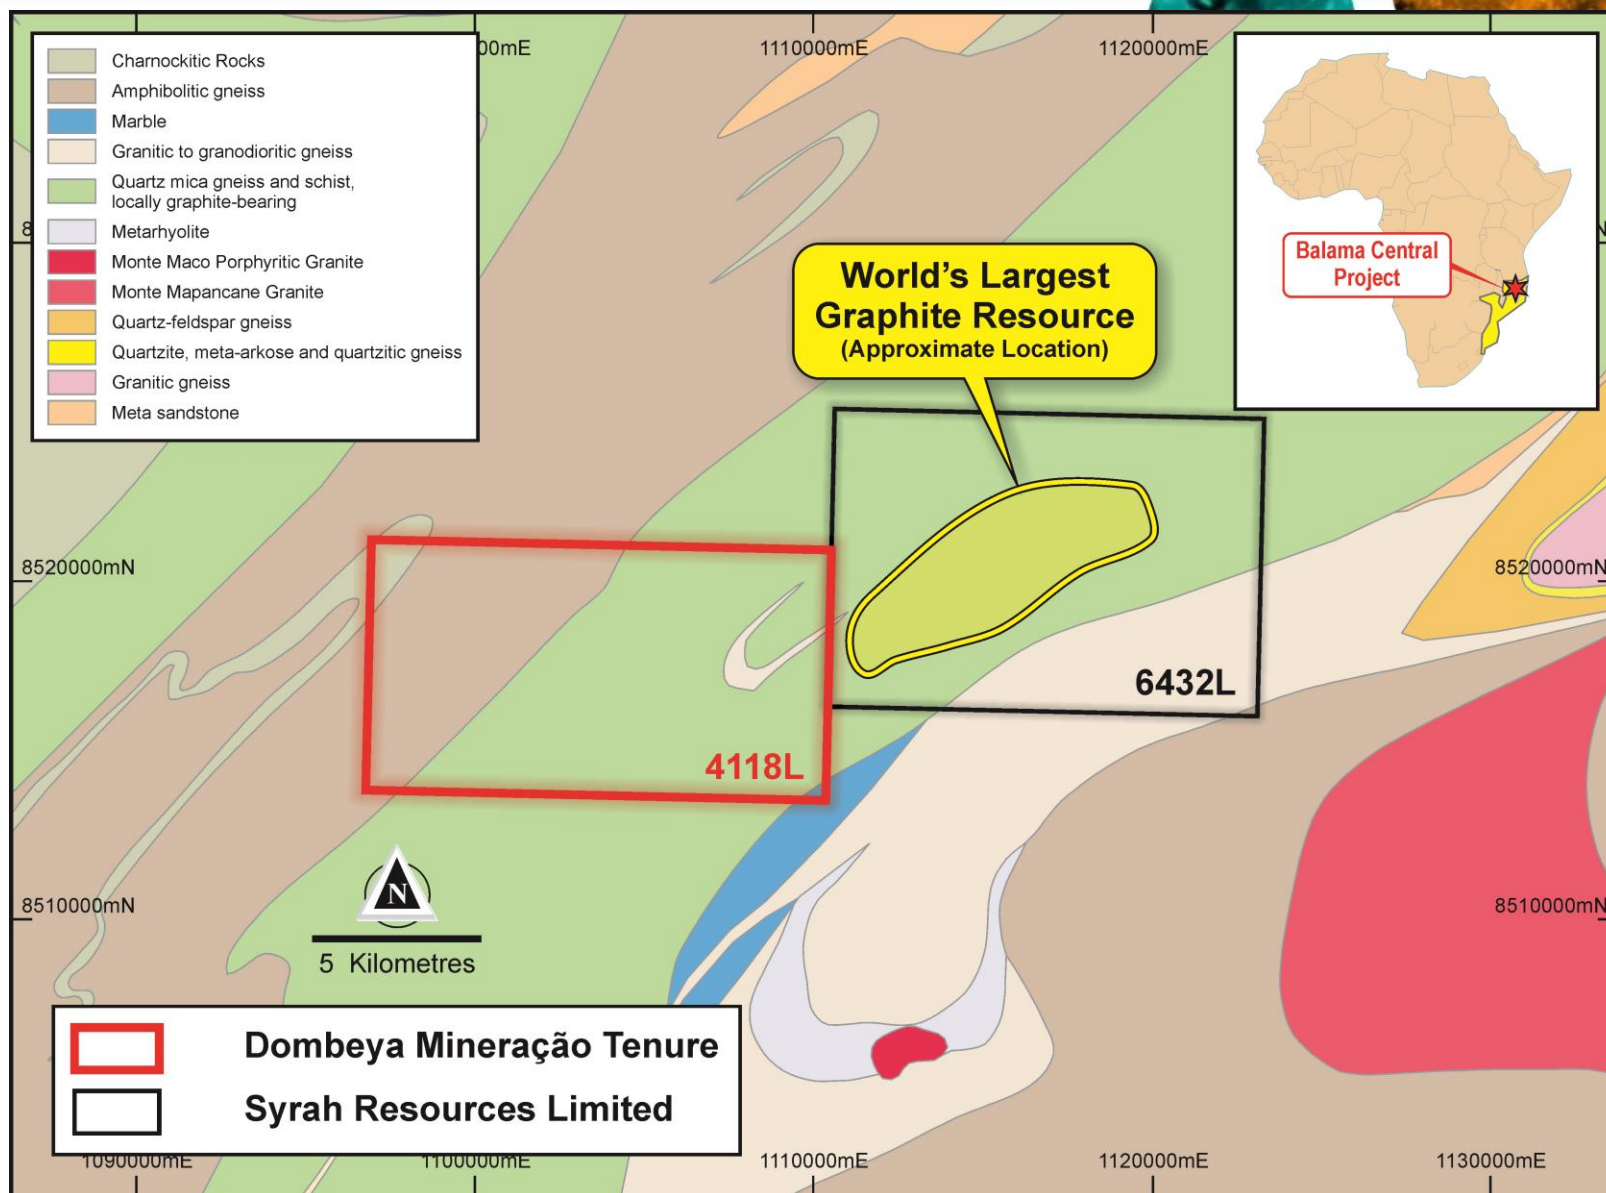 00mE
1110000mE
1120000mE
Charnockitic Rocks
Amphibolitic gneiss
Marble
Granitic to granodioritic gneiss
Quartz mica gneiss and schist,
locally graphite-bearing
Metarhyolite
Monte Maco Porphyritic Granite
Monte Mapancane Granite
Quartz-feldspar gneiss
Quartzite, meta-arkose and quartzitic gneiss
Granitic gneiss
Meta sandstone
8
N
Balama Central
Project
World's Largest
Graphite Resource
(Approximate Location)
8520000mN
8520000mN
6432L
4118L
N
8510000mN
8510000mN
5 Kilometres
Dombeya Mineração Tenure
Syrah Resources Limited
1090000mE
1100000mE
1110000mE
1120000mE
1130000mE